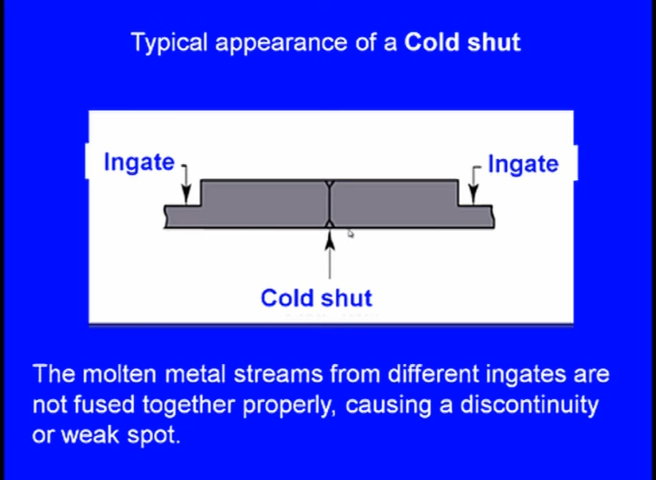 Typical appearance of a Cold shut
Ingate
Ingate
Cold shut
The molten metal streams from different ingates are
not fused together properly, causing a discontinuity
or weak spot.